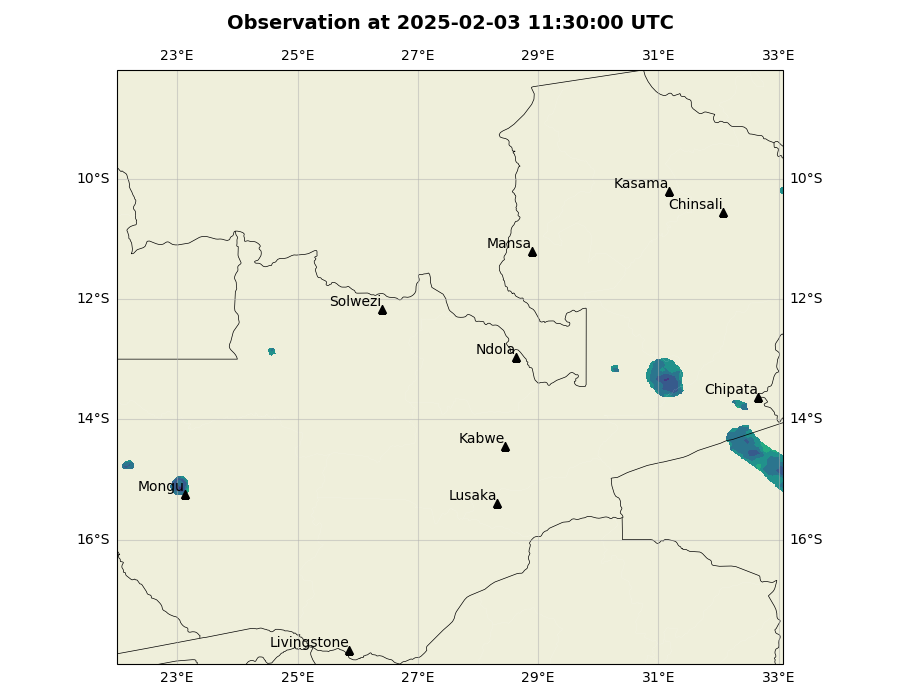 Observation at 2025-02-03 11:30:00 UTC
23°E 25°E 27°E 29°E 31°E 33°E
10°S 10°S
Kasama
Chinsali
Mansa
12°S 12°S
Solwezi
Ndola
Chipata
14°S 14°S
Kabwe
Mongu
Lusaka
16°S 16°S
Livingstone
23°E 25°E 27°E 29°E 31°E 33°E